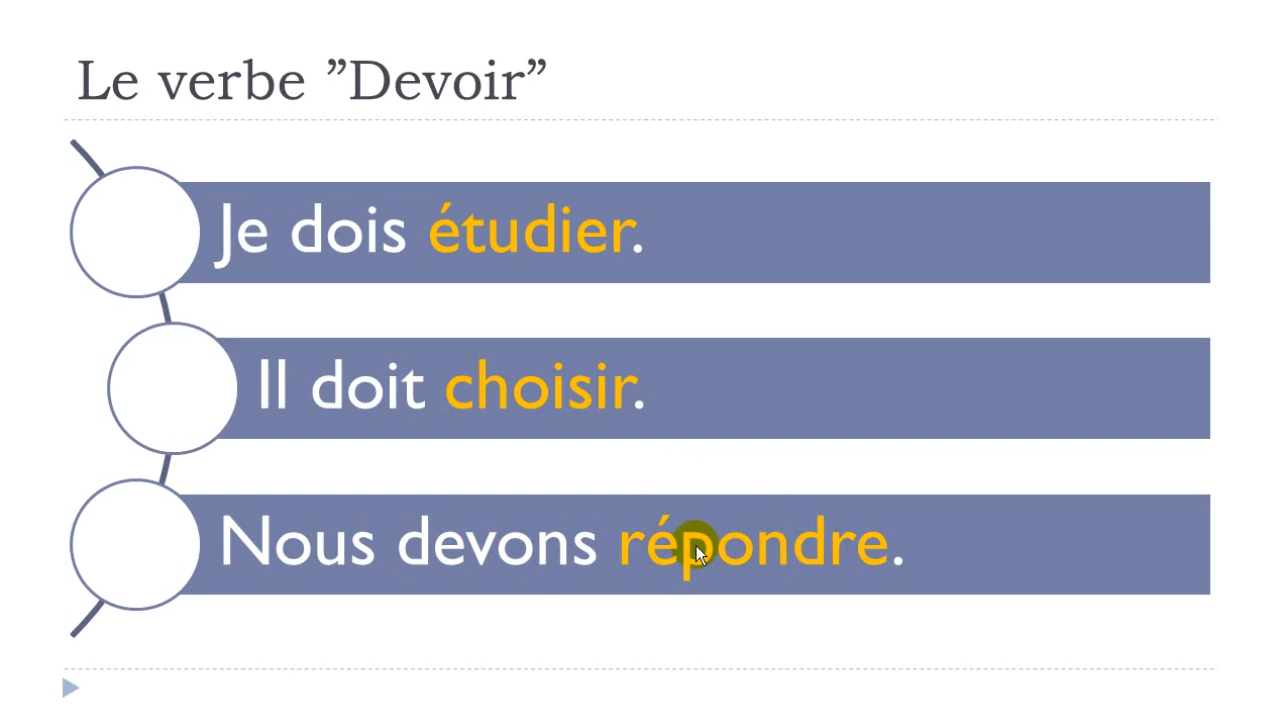 Le verbe ”Devoir”
Je dois étudier.
Il doit choisir.
Nous devons répondre.